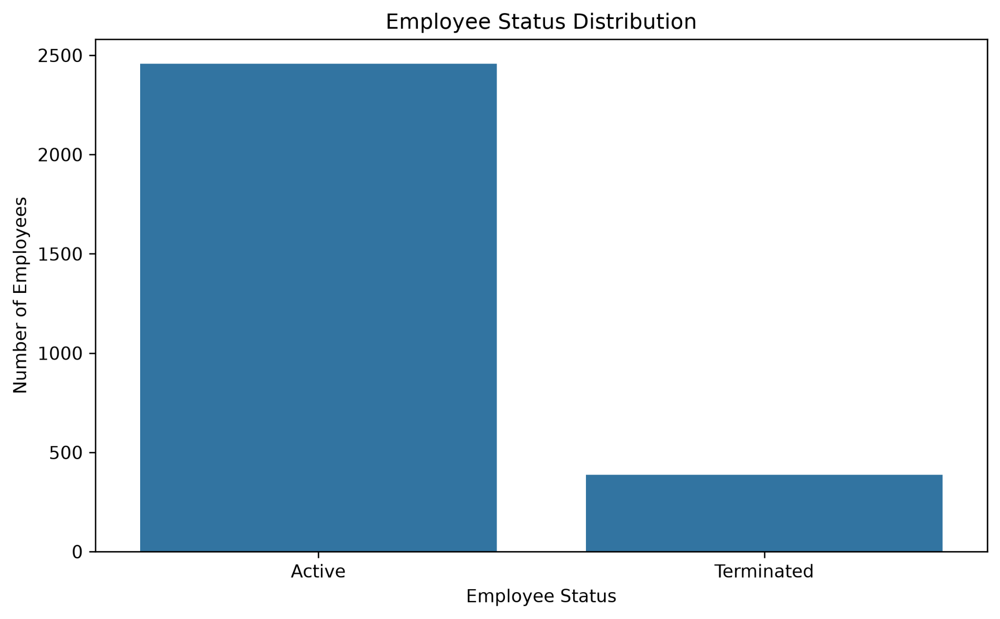 Employee Status Distribution
Number of Employees
2500
2000
1500
1000
500
0
Active
Terminated
Employee Status